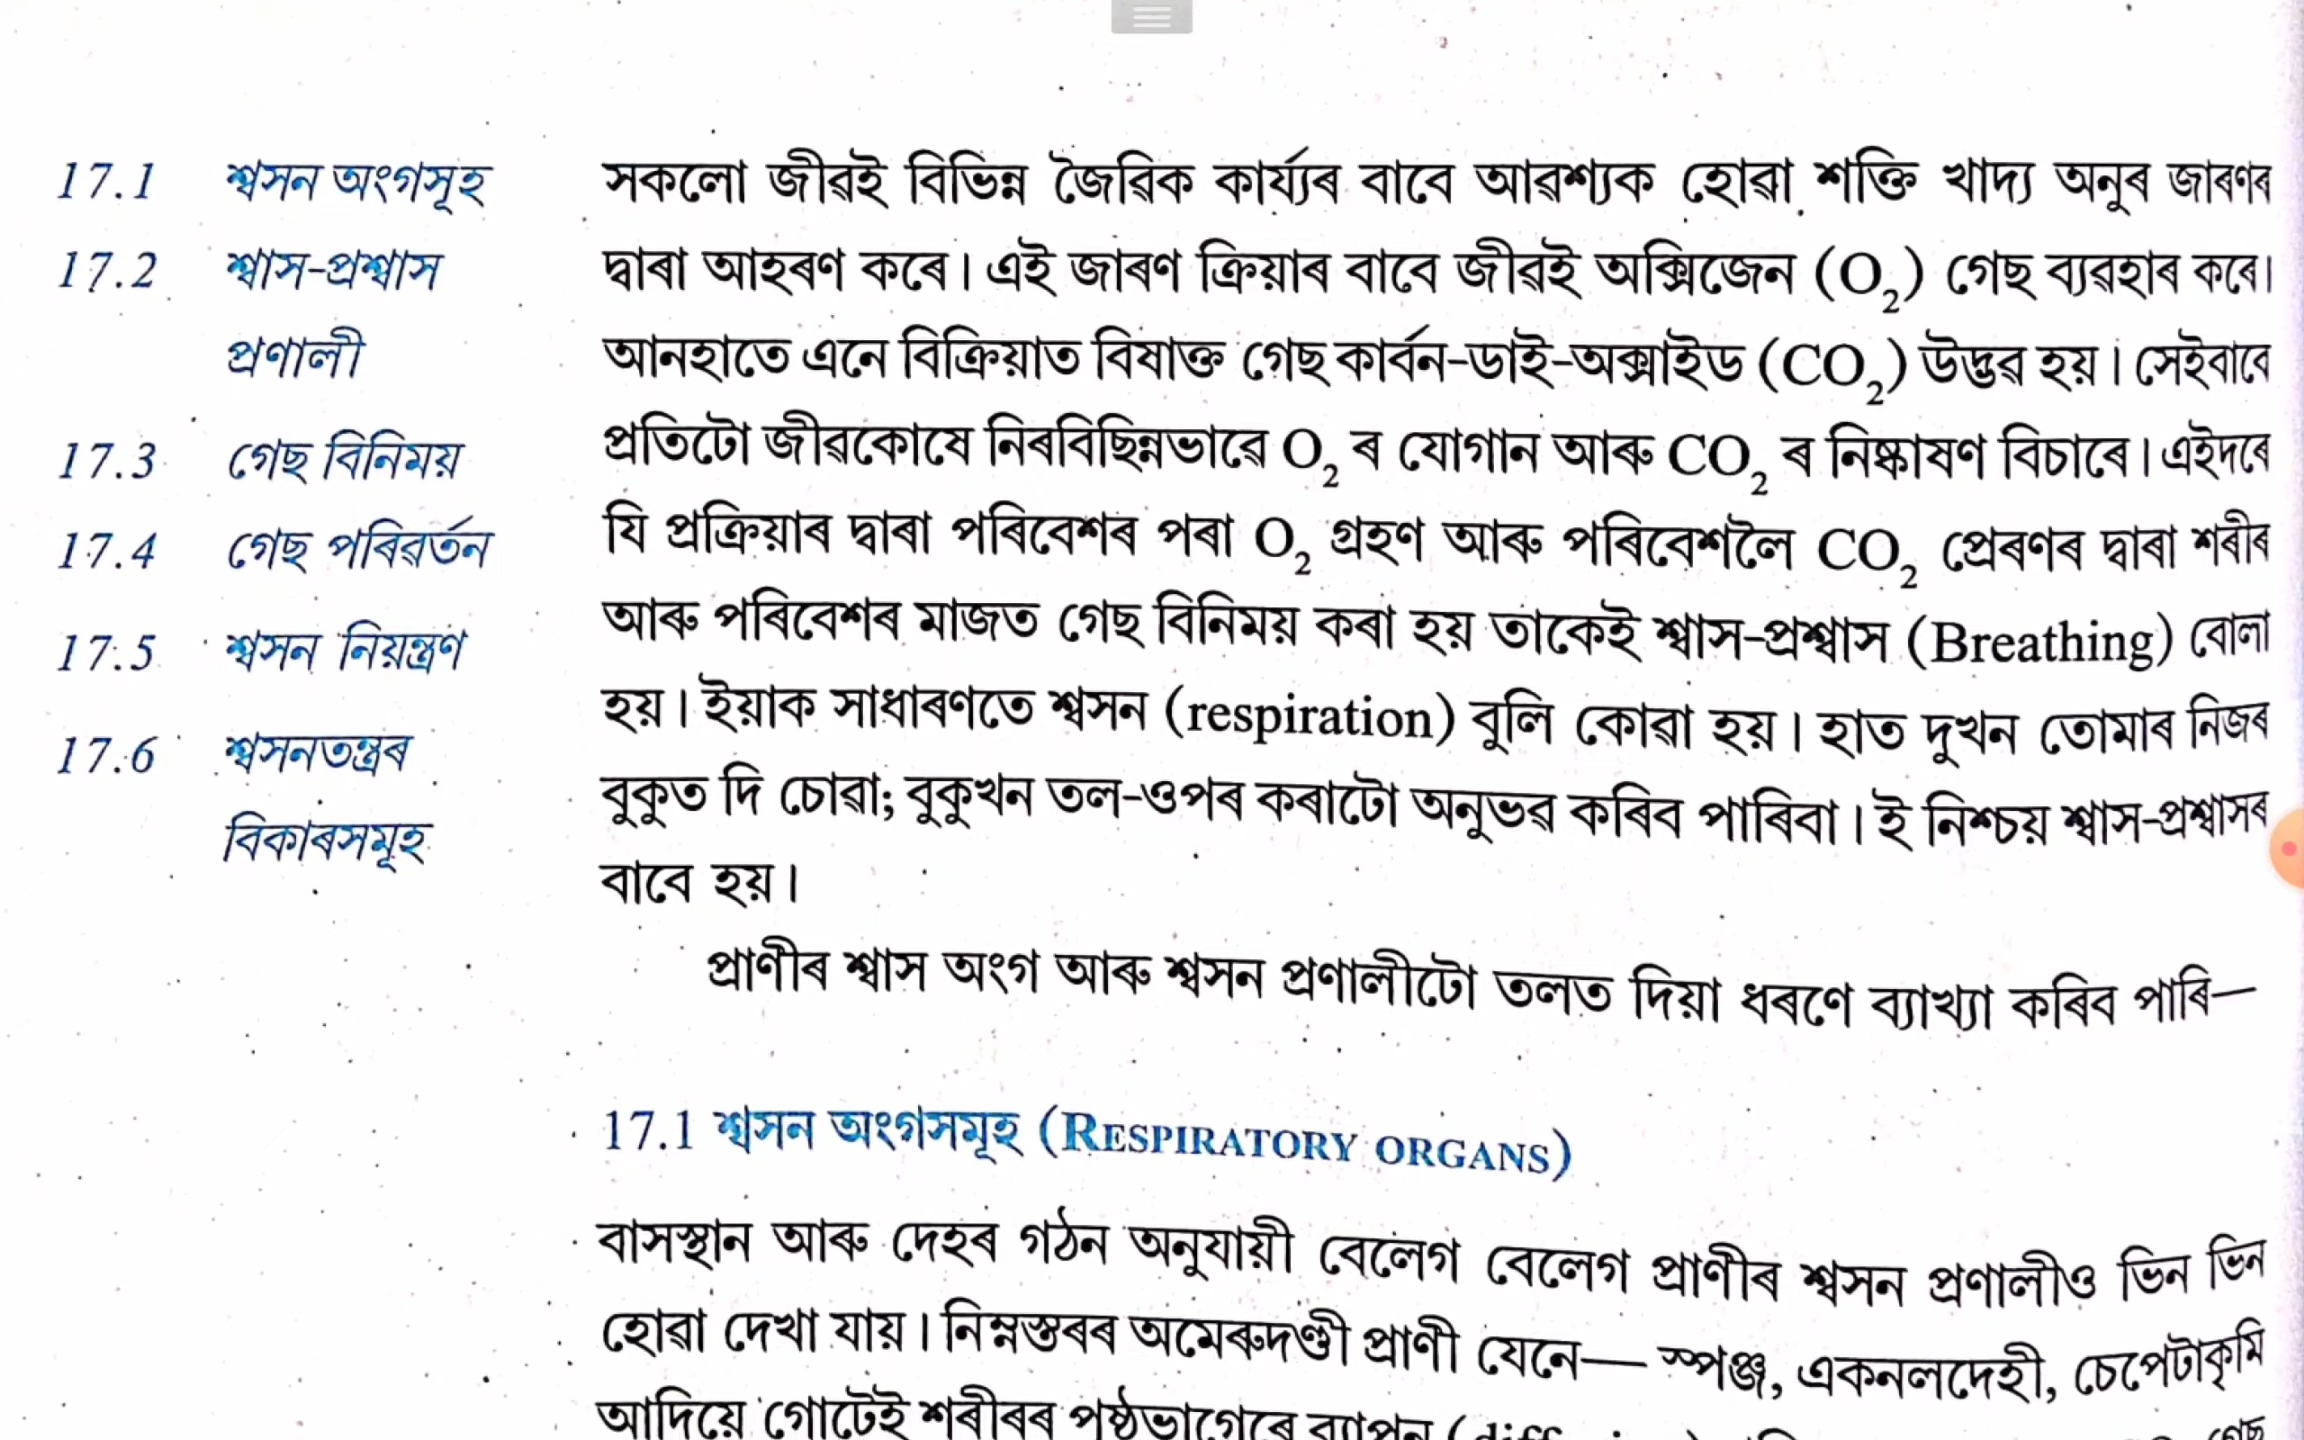 17.1 শ্বসন অংগসূহ
17.2 শ্বাস-প্ৰশ্বাস
প্ৰণালী
17.3 গেছ বিনিময়
17.4 গেছ পৰিৱৰ্তন
17.5 শ্বসন নিয়ন্ত্ৰণ
17.6 শ্বসনতন্ত্ৰৰ
বিকাৰসমূহ
সকলো জীৱই বিভিন্ন জৈৱিক কাৰ্য্যৰ বাবে আৱশ্যক হোৱা শক্তি খাদ্য অনুৰ জাৰণৰ
দ্বাৰা আহৰণ কৰে। এই জাৰণ ক্ৰিয়াৰ বাবে জীৱই অক্সিজেন (O₂) গেছ ব্যৱহাৰ কৰে।
আনহাতে এনে বিক্ৰিয়াত বিষাক্ত গেছ কাৰ্বন-ডাই-অক্সাইড (CO₂) উদ্ভৱ হয়। সেইবাবে
প্ৰতিটো জীৱকোষে নিৰবিছিন্নভাৱে O₂ ৰ যোগান আৰু CO₂ ৰ নিষ্কাষণ বিচাৰে। এইদৰে
যি প্ৰক্ৰিয়াৰ দ্বাৰা পৰিবেশৰ পৰা O₂ গ্ৰহণ আৰু পৰিবেশলৈ CO₂ প্ৰেৰণৰ দ্বাৰা শৰীৰ
আৰু পৰিবেশৰ মাজত গেছ বিনিময় কৰা হয় তাকেই শ্বাস-প্ৰশ্বাস (Breathing) বোলা
হয়। ইয়াক সাধাৰণতে শ্বসন (respiration) বুলি কোৱা হয়। হাত দুখন তোমাৰ নিজৰ
বুকুত দি চোৱা; বুকুখন তল-ওপৰ কৰাটো অনুভৱ কৰিব পাৰিবা। ই নিশ্চয় শ্বাস-প্ৰশ্বাসৰ
বাবে হয়।
প্ৰাণীৰ শ্বাস অংগ আৰু শ্বসন প্ৰণালীটো তলত দিয়া ধৰণে ব্যাখ্যা কৰিব পাৰি—
17.1 শ্বসন অংগসমূহ (RESPIRATORY ORGANS)
বাসস্থান আৰু দেহৰ গঠন অনুযায়ী বেলেগ বেলেগ প্ৰাণীৰ শ্বসন প্ৰণালীও ভিন ভিন
হোৱা দেখা যায়। নিম্নস্তৰৰ অমেৰুদণ্ডী প্ৰাণী যেনে— স্পঞ্জ, একনলদেহী, চেপেটাকৃমি
আদিয়ে গোটেই শৰীৰৰ পৃষ্ঠভাগেৰে ব্যাপন গেছ